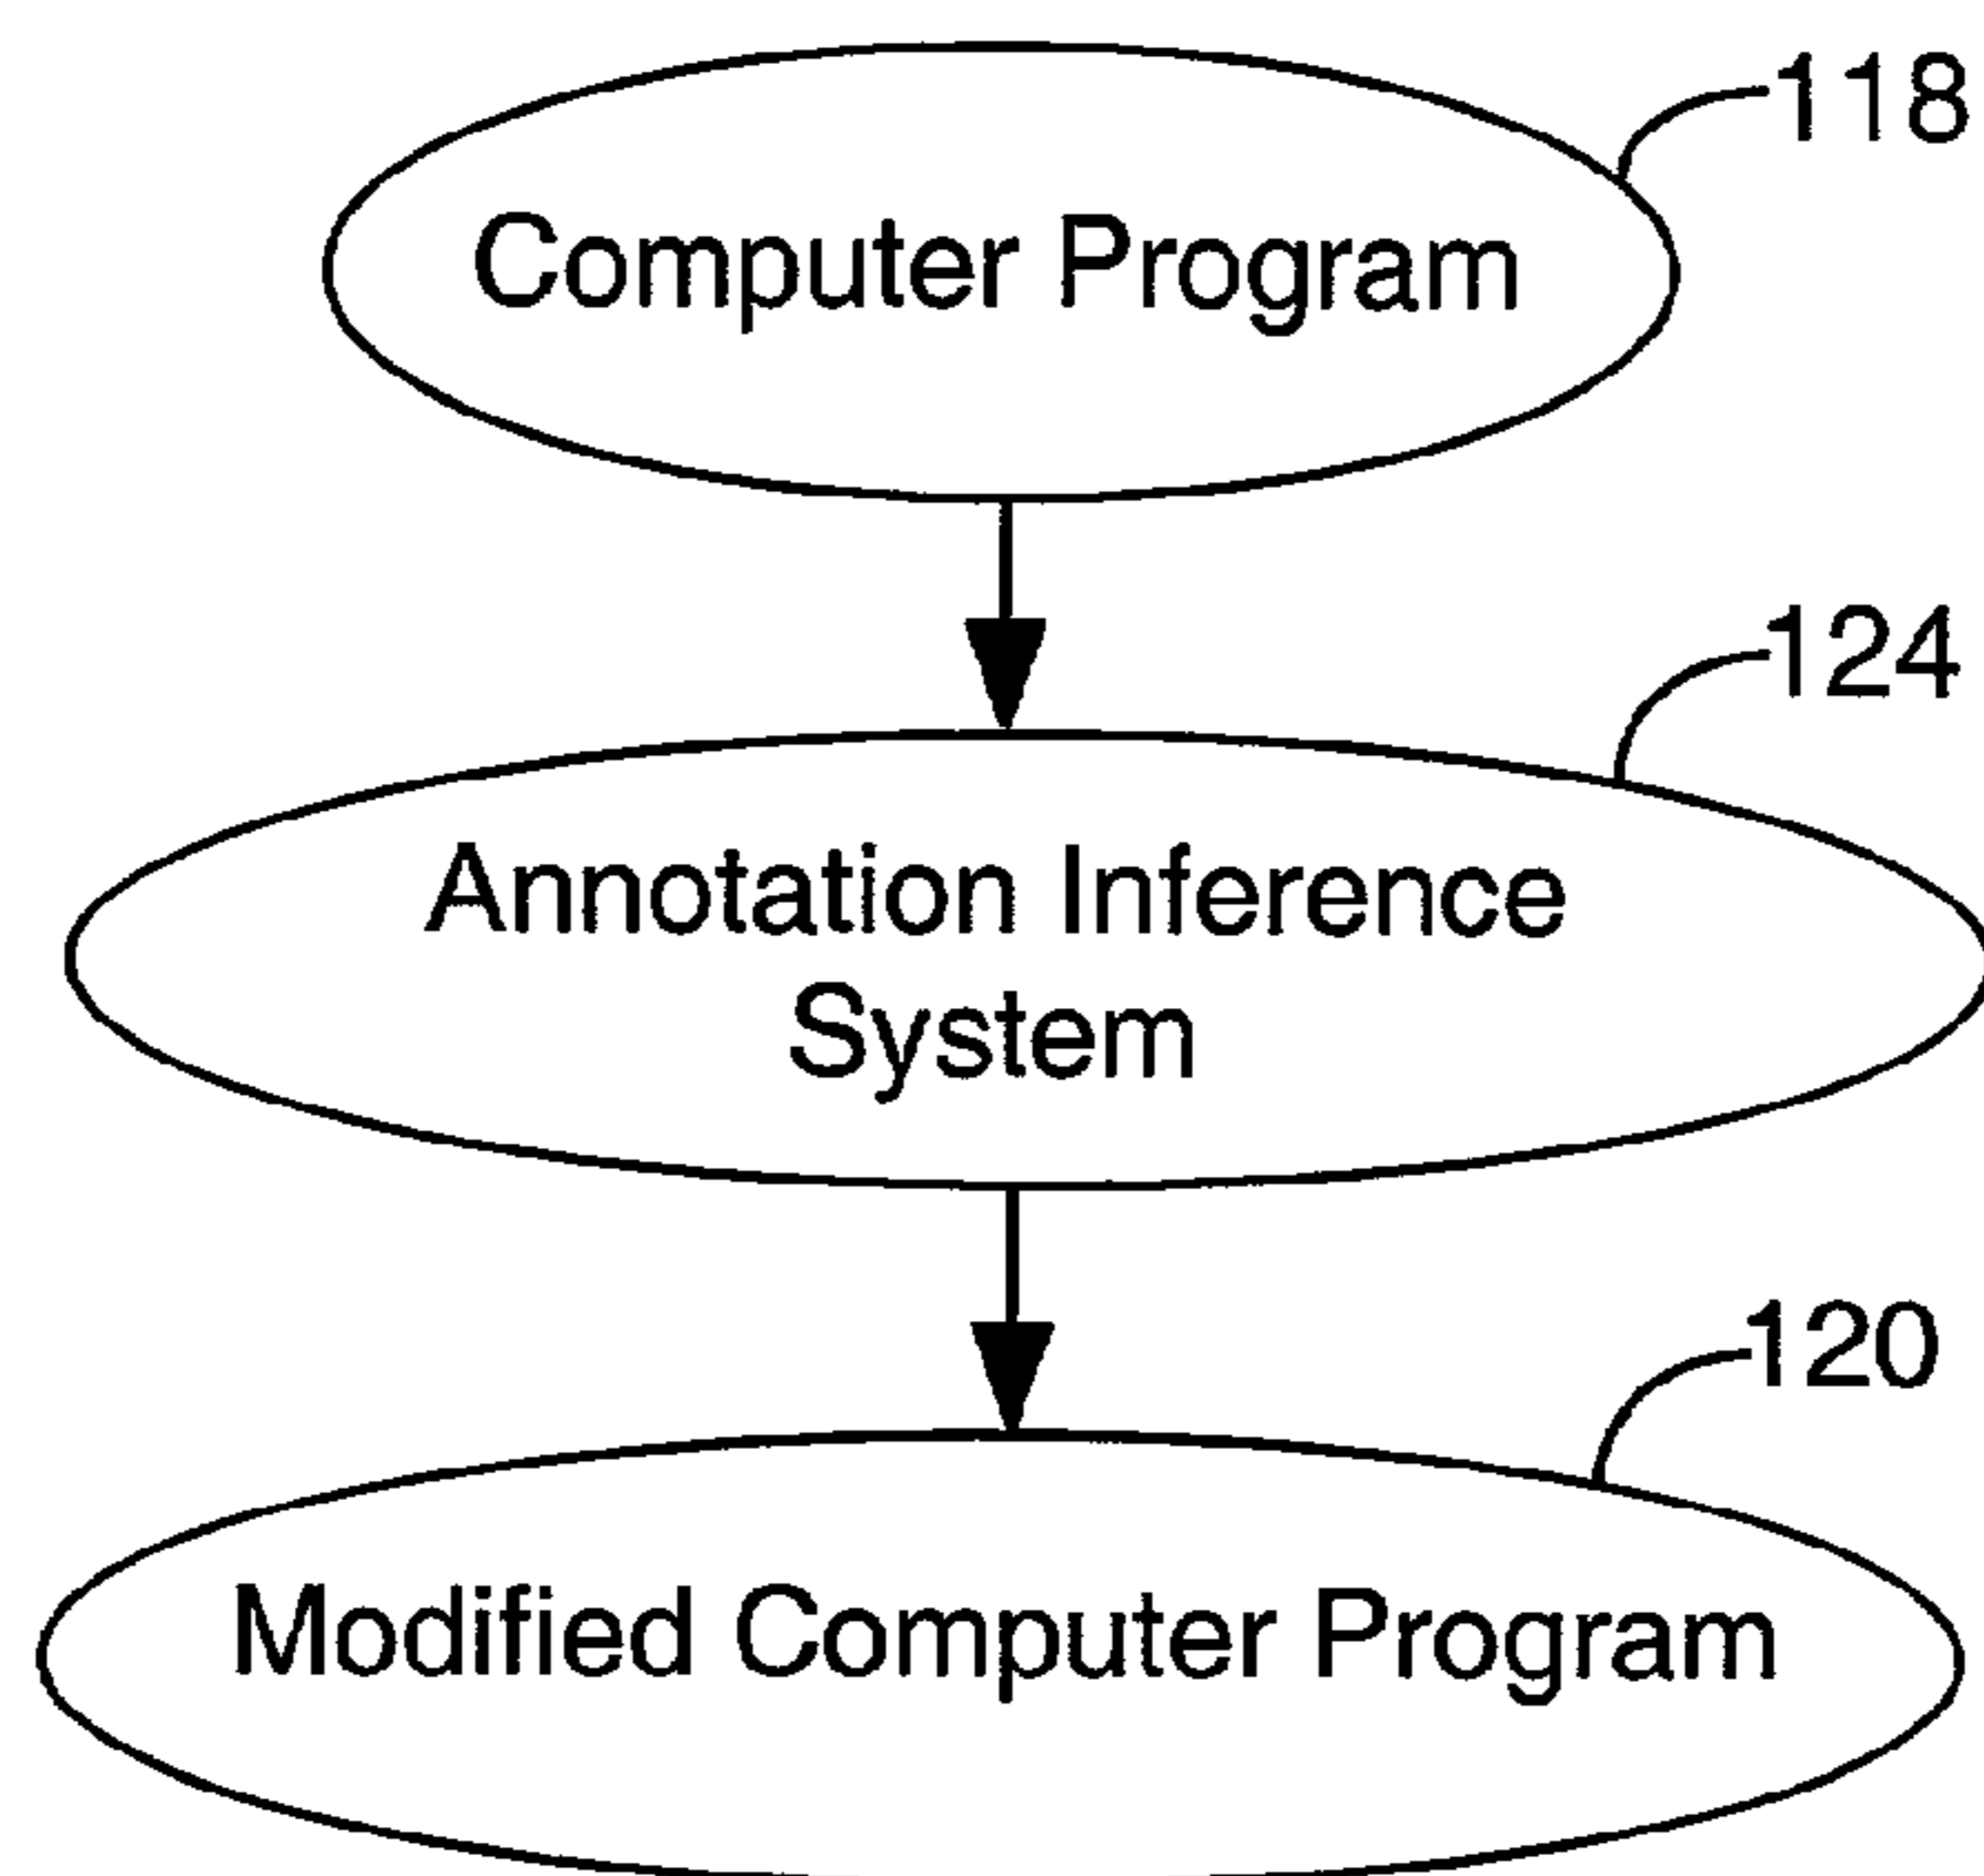 118
Computer Program
124
Annotation Inference
System
120
Modified Computer Program